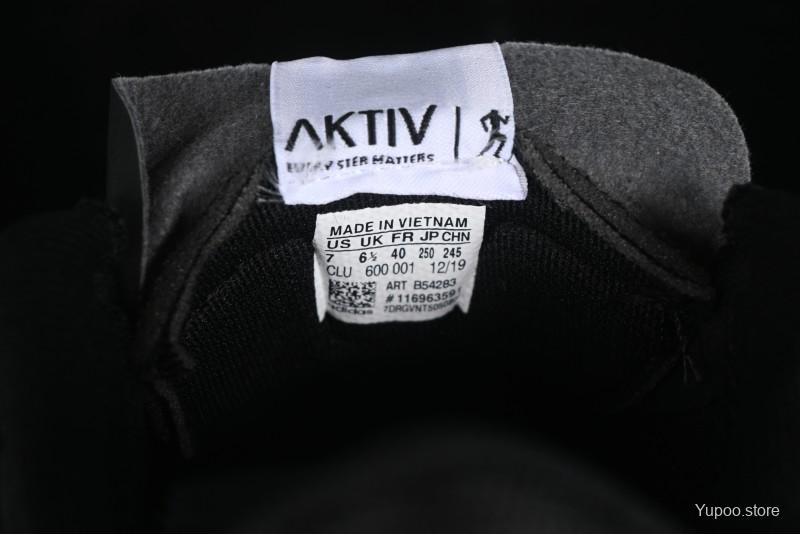 AKTIV
STEP MATTERS
MADE IN VIETNAM
US UK FR JP CHN
7 6½ 40 250 245
CLU 600 001 12/19
ART B54283
#116963591
adidas
Yupoo.store